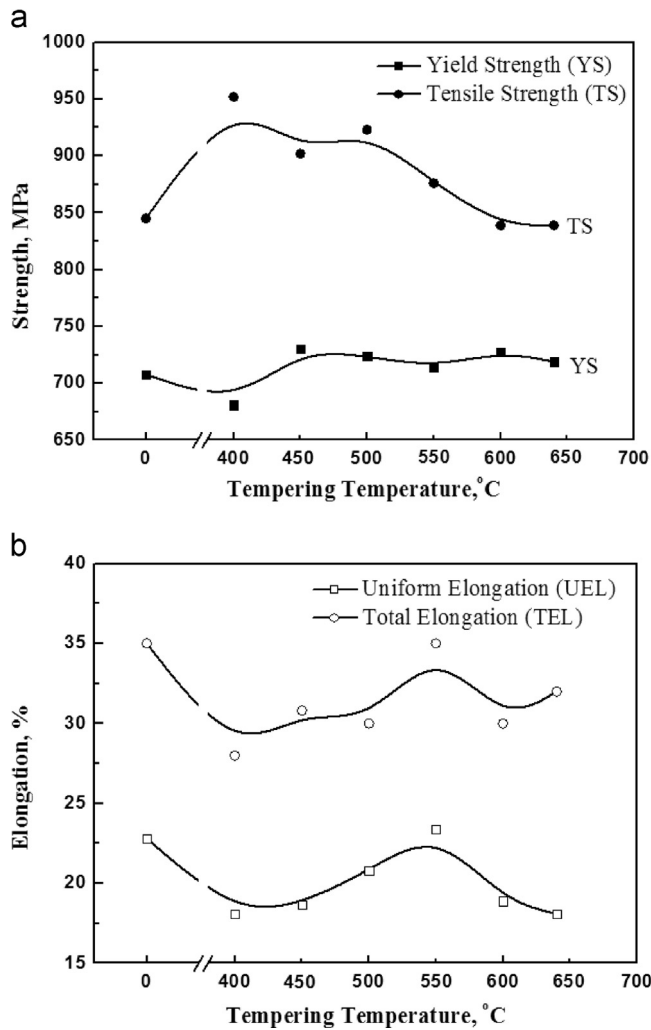 a
1000
950
900
850
800
750
700
650
Strength, MPa
Yield Strength (YS)
Tensile Strength (TS)
TS
YS
0 400 450 500 550 600 650 700
Tempering Temperature,°C
b
40
35
30
25
20
15
Elongation, %
Uniform Elongation (UEL)
Total Elongation (TEL)
0 400 450 500 550 600 650 700
Tempering Temperature, °C